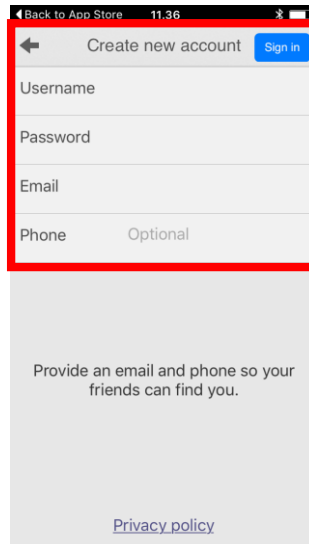 Back to App Store 11.36
Create new account Sign in
Username
Password
Email
Phone Optional
Provide an email and phone so your
friends can find you.
Privacy policy